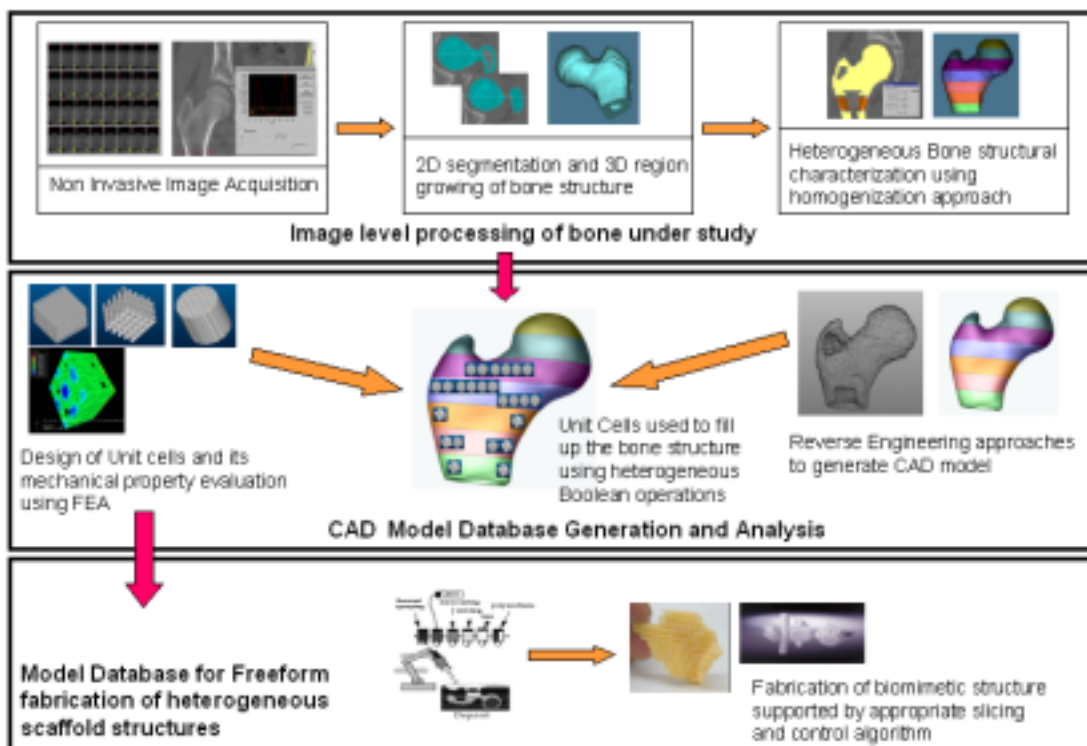 Non Invasive Image Acquisition
2D segmentation and 3D region
growing of bone structure
Heterogeneous Bone structural
characterization using
homogenization approach
Image level processing of bone under study
Design of Unit cells and its
mechanical property evaluation
using FEA
Unit Cells used to fill
up the bone structure
using heterogeneous
Boolean operations
Reverse Engineering approaches
to generate CAD model
CAD Model Database Generation and Analysis
Model Database for Freeform
fabrication of heterogeneous
scaffold structures
Fabrication of biomimetic structure
supported by appropriate slicing
and control algorithm